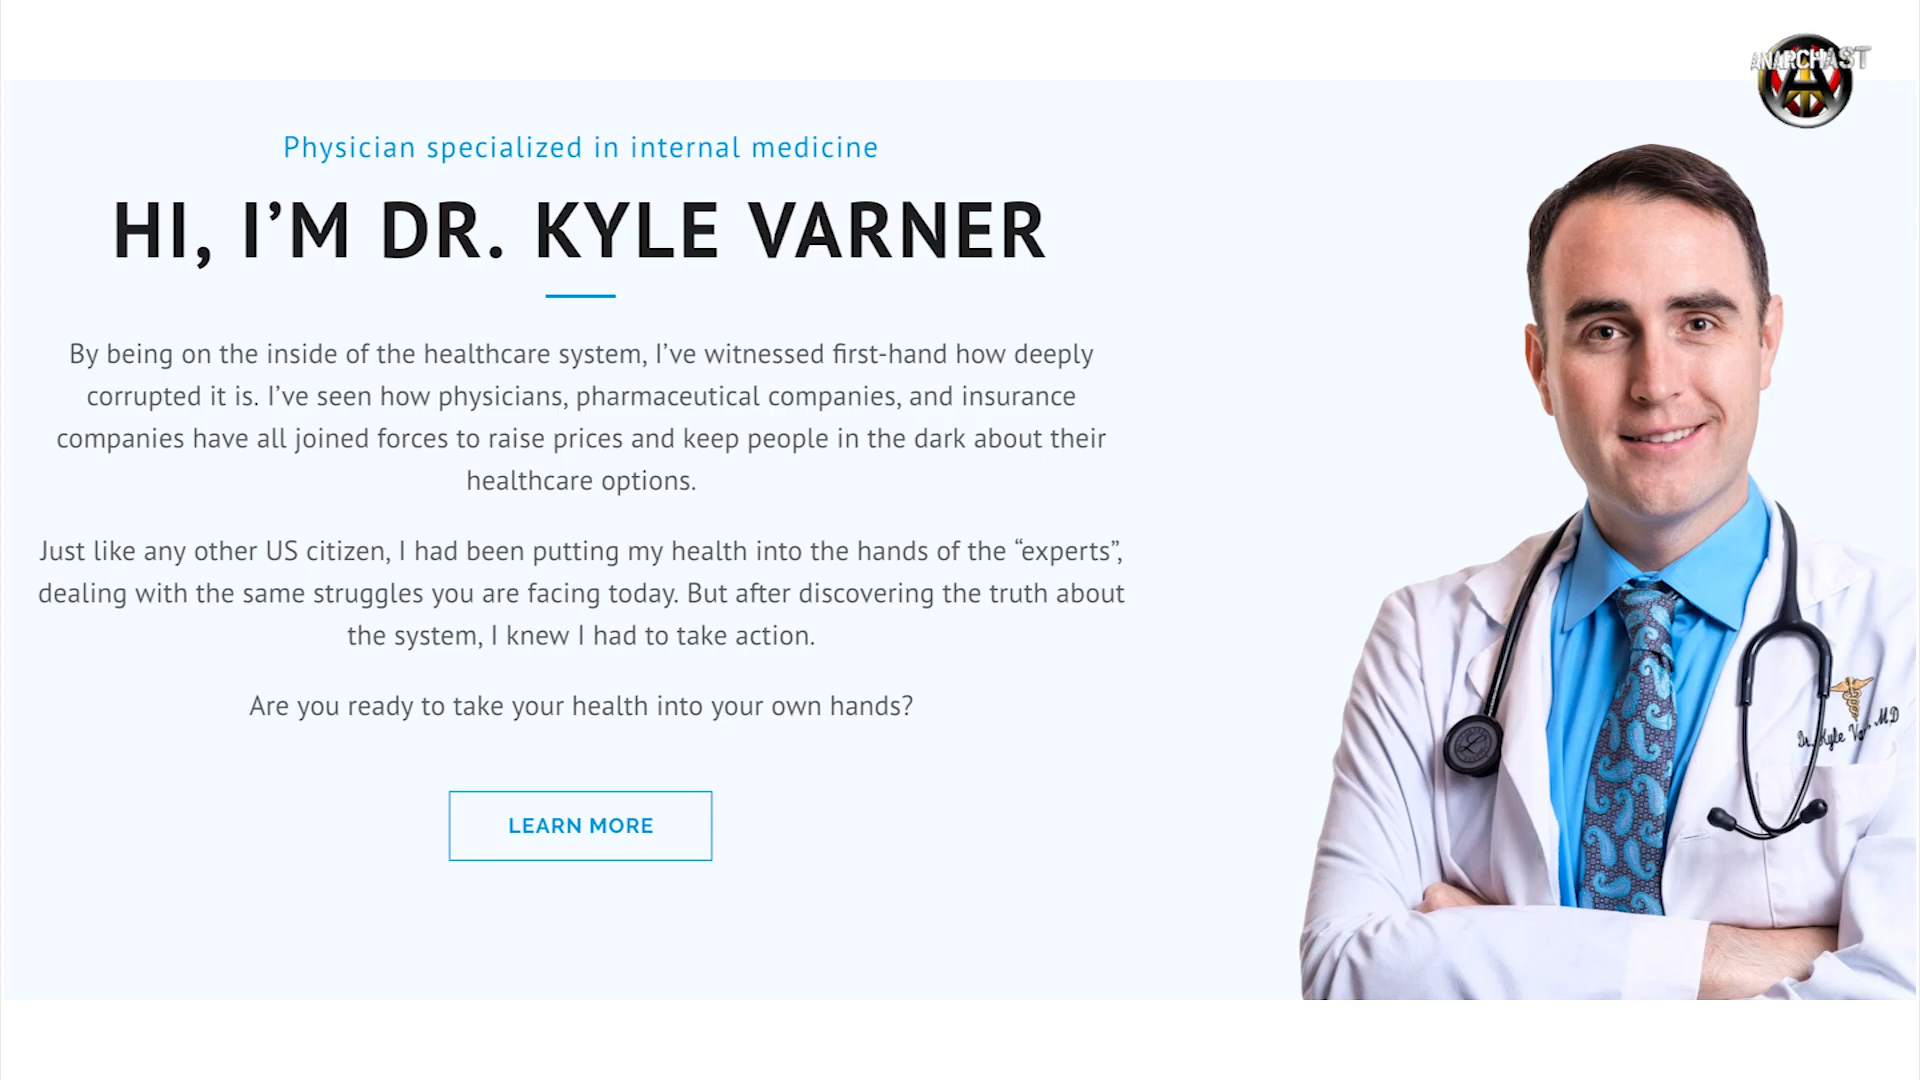 ANARCHAST
Physician specialized in internal medicine
HI, I’M DR. KYLE VARNER
By being on the inside of the healthcare system, I’ve witnessed first-hand how deeply
corrupted it is. I’ve seen how physicians, pharmaceutical companies, and insurance
companies have all joined forces to raise prices and keep people in the dark about their
healthcare options.
Just like any other US citizen, I had been putting my health into the hands of the “experts”,
dealing with the same struggles you are facing today. But after discovering the truth about
the system, I knew I had to take action.
Are you ready to take your health into your own hands?
LEARN MORE
Dr. Kyle MD